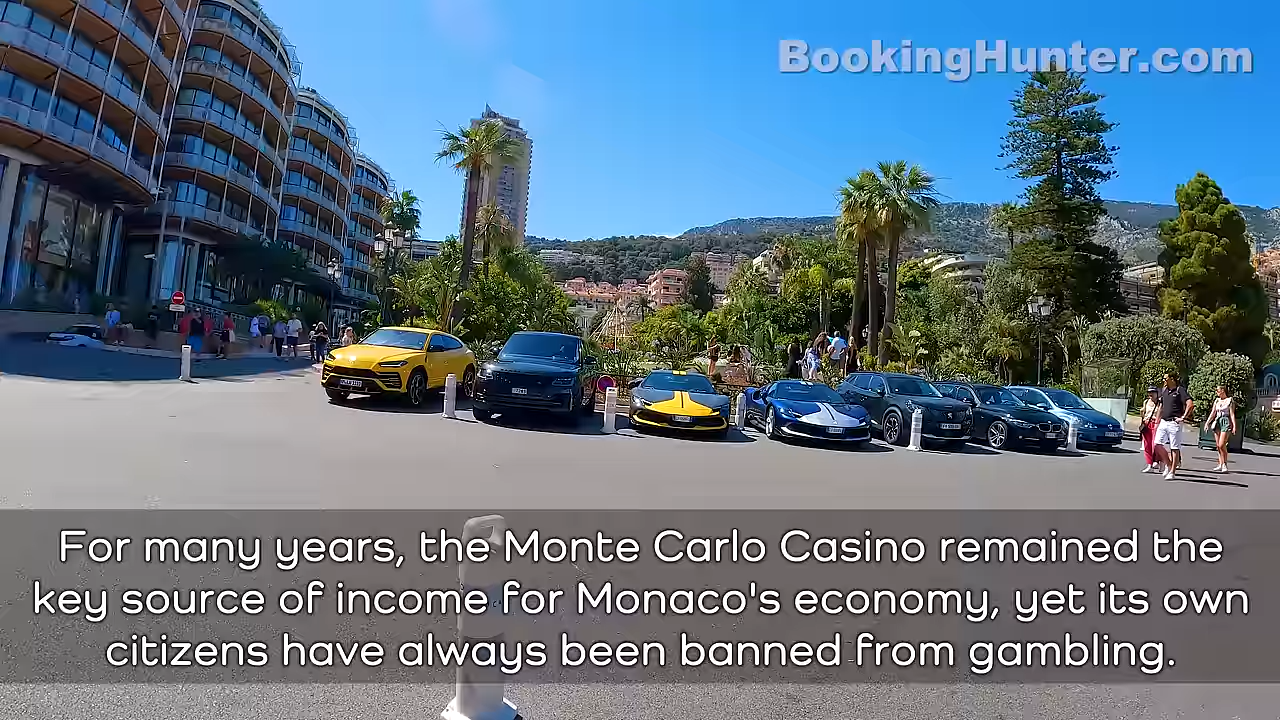 BookingHunter.com
For many years, the Monte Carlo Casino remained the
key source of income for Monaco's economy, yet its own
citizens have always been banned from gambling.